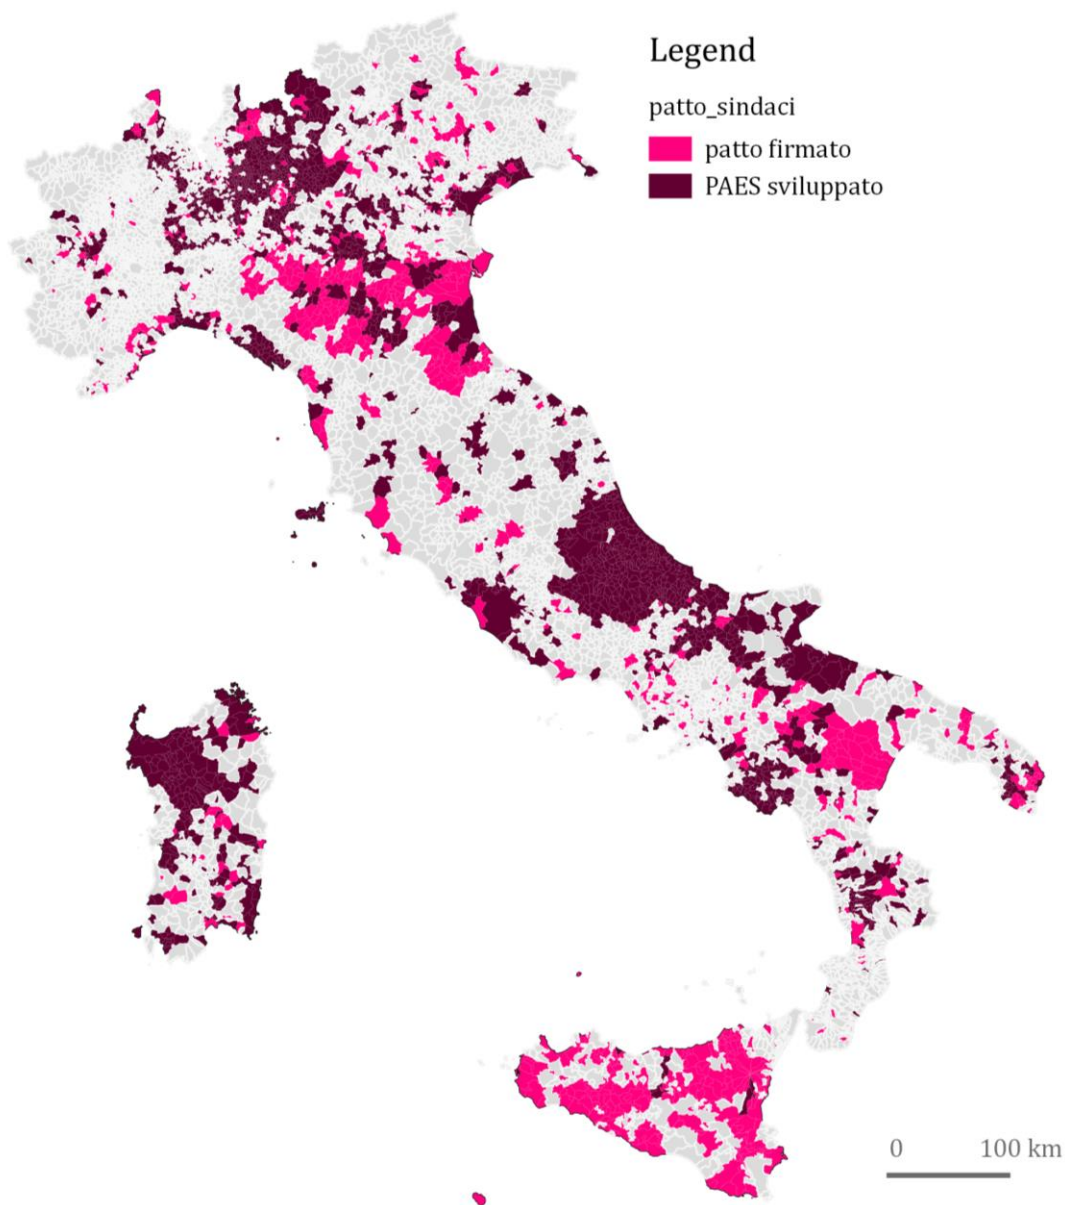 Legend
patto_sindaci
patto firmato
PAES sviluppato
0 100 km